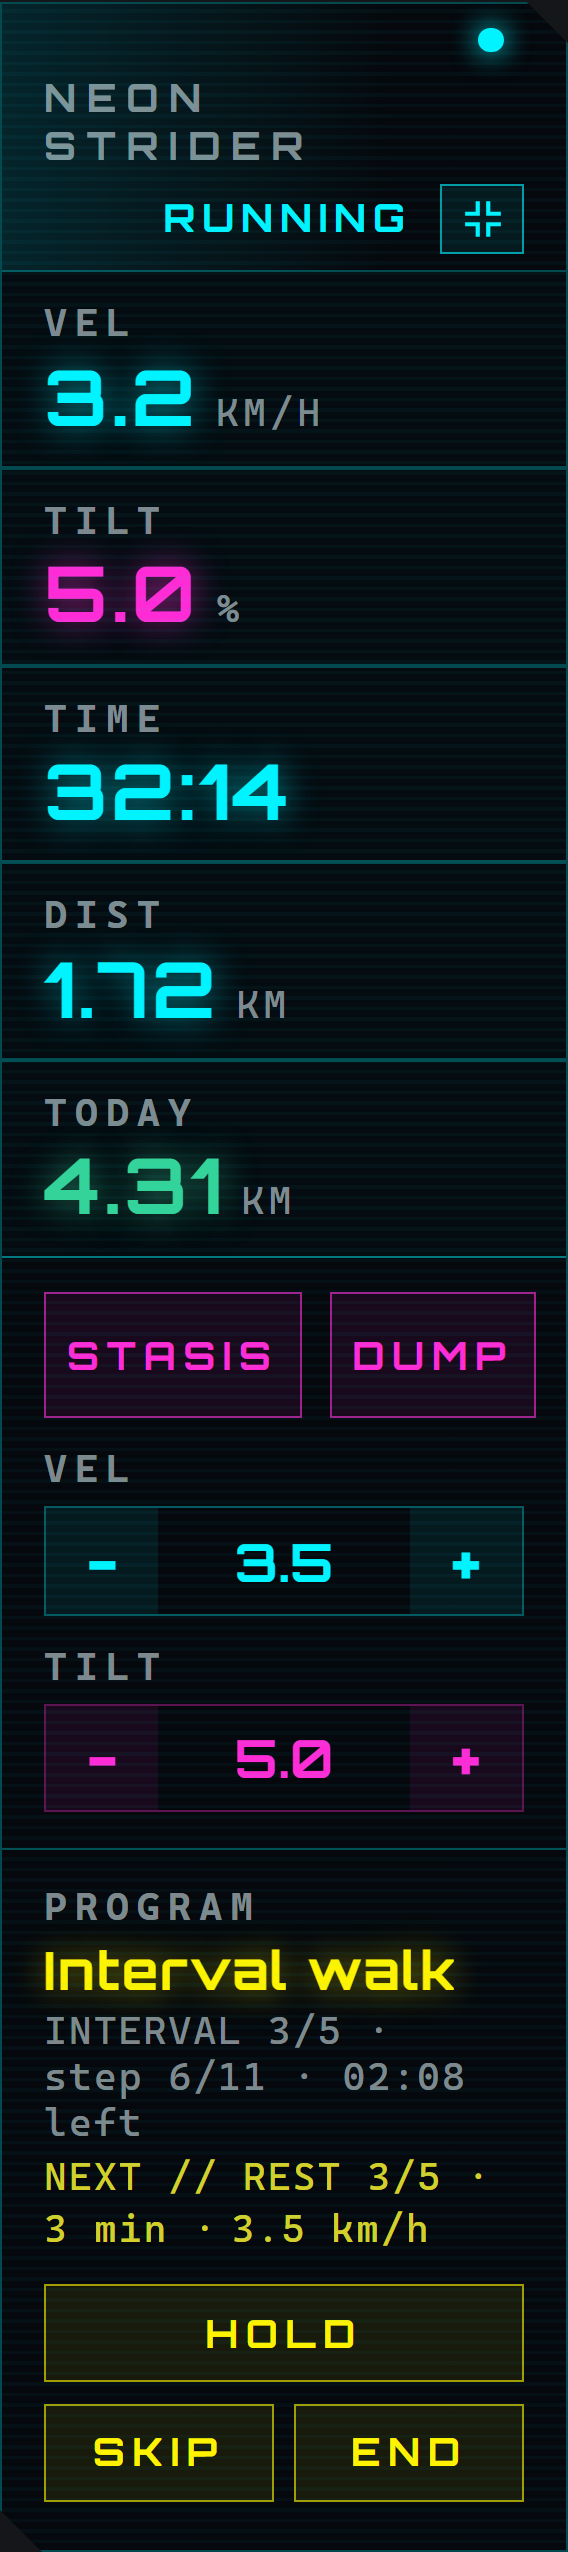 NEON
STRIDER
RUNNING
VEL
3.2 KM/H
TILT
5.0 %
TIME
32:14
DIST
1.72 KM
TODAY
4.31 KM
STASIS DUMP
VEL
- 3.5 +
TILT
- 5.0 +
PROGRAM
Interval walk
INTERVAL 3/5 ·
step 6/11 · 02:08
left
NEXT // REST 3/5 ·
3 min · 3.5 km/h
HOLD
SKIP END